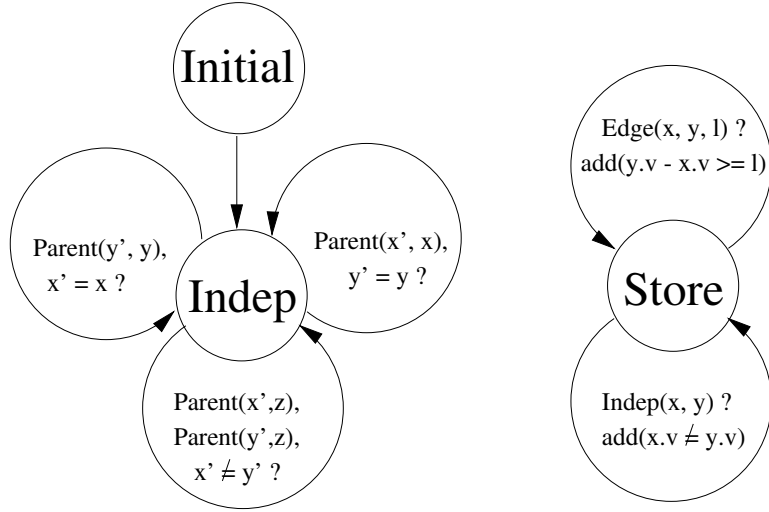 Initial
Parent(y’, y),
x’ = x ?
Parent(x’, x),
y’ = y ?
Indep
Parent(x’,z),
Parent(y’,z),
x’ ≠ y’ ?
Edge(x, y, l) ?
add(y.v - x.v >= l)
Store
Indep(x, y) ?
add(x.v ≠ y.v)